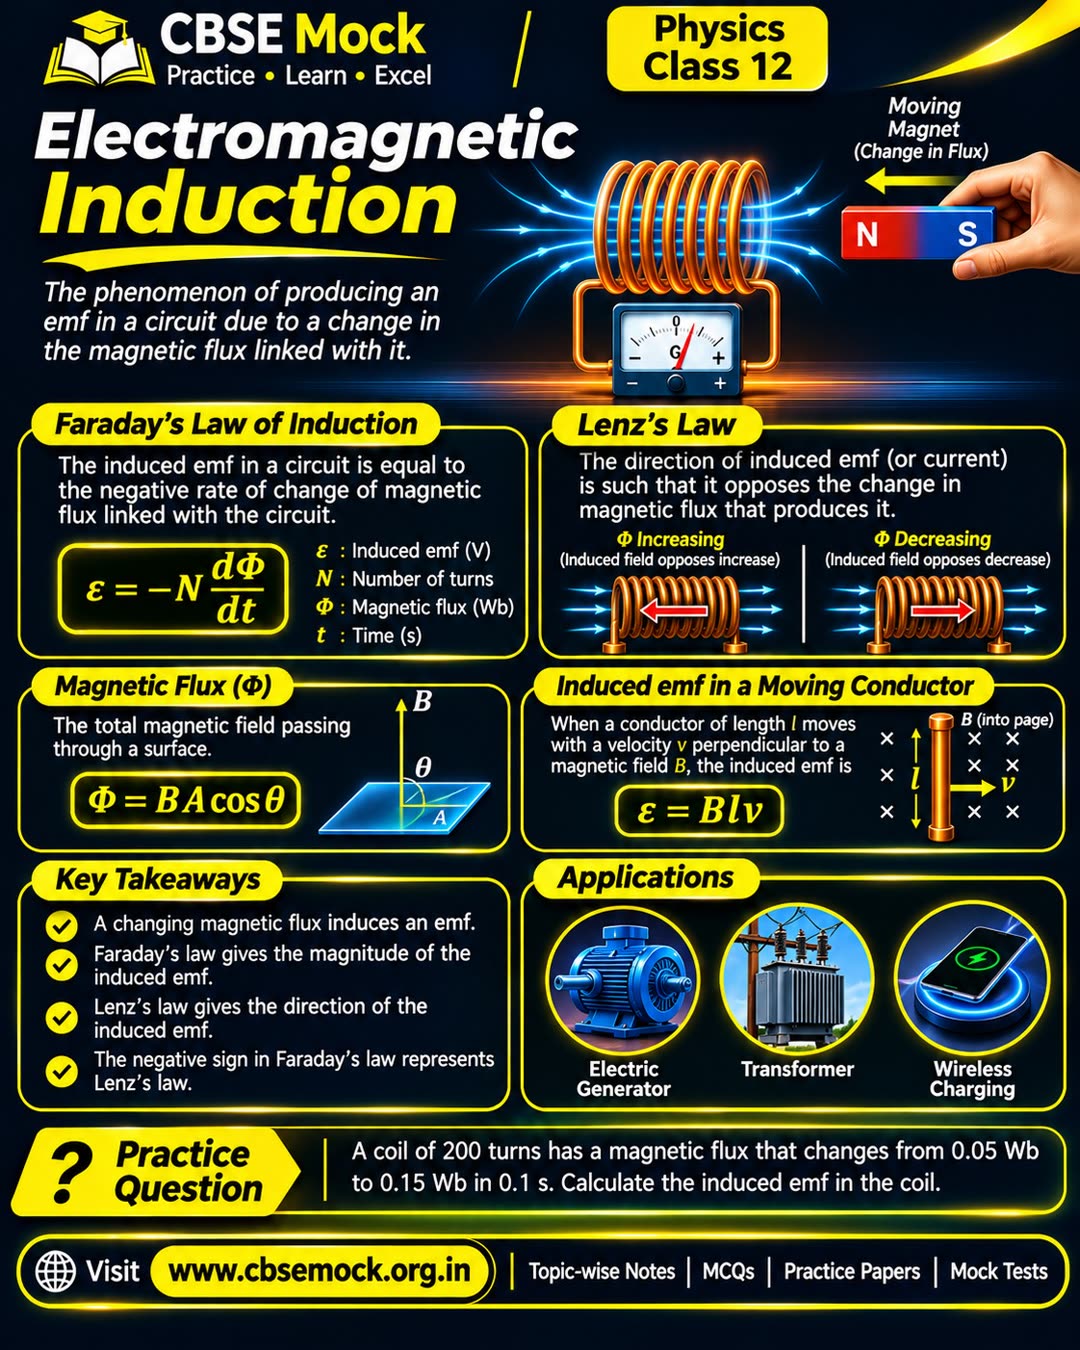 CBSE Mock
Practice • Learn • Excel
Physics
Class 12
Electromagnetic
Induction
The phenomenon of producing an
emf in a circuit due to a change in
the magnetic flux linked with it.
Moving
Magnet
(Change in Flux)
N S
0
G
− +
− +
Faraday's Law of Induction
The induced emf in a circuit is equal to
the negative rate of change of magnetic
flux linked with the circuit.
ε = −N dΦ/dt
ε : Induced emf (V)
N : Number of turns
Φ : Magnetic flux (Wb)
t : Time (s)
Lenz's Law
The direction of induced emf (or current)
is such that it opposes the change in
magnetic flux that produces it.
Φ Increasing
(Induced field opposes increase)
Φ Decreasing
(Induced field opposes decrease)
Magnetic Flux (Φ)
The total magnetic field passing
through a surface.
Φ = B A cos θ
B
θ
A
Induced emf in a Moving Conductor
When a conductor of length l moves
with a velocity v perpendicular to a
magnetic field B, the induced emf is
ε = Blv
B (into page)
l
v
Key Takeaways
A changing magnetic flux induces an emf.
Faraday's law gives the magnitude of the
induced emf.
Lenz's law gives the direction of the
induced emf.
The negative sign in Faraday's law represents
Lenz's law.
Applications
Electric
Generator
Transformer
Wireless
Charging
? Practice
Question
A coil of 200 turns has a magnetic flux that changes from 0.05 Wb
to 0.15 Wb in 0.1 s. Calculate the induced emf in the coil.
Visit www.cbsemock.org.in | Topic-wise Notes | MCQs | Practice Papers | Mock Tests